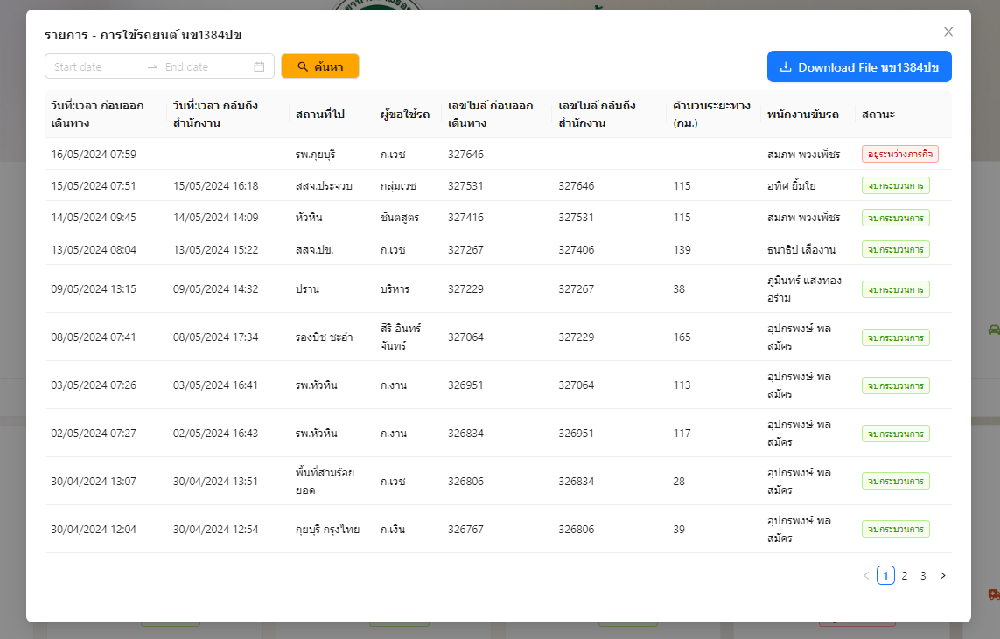 รายการ - การใช้รถยนต์ นข1384ปข
Start date → End date
ค้นหา
Download File นข1384ปข
วันที่:เวลา ก่อนออกเดินทาง วันที่:เวลา กลับถึงสำนักงาน สถานที่ไป ผู้ขอใช้รถ เลขไมล์ ก่อนออกเดินทาง เลขไมล์ กลับถึงสำนักงาน คำนวนระยะทาง (กม.) พนักงานขับรถ สถานะ
16/05/2024 07:59 รพ.กุยบุรี ก.เวช 327646 สมภพ พวงเพ็ชร อยู่ระหว่างภารกิจ
15/05/2024 07:51 15/05/2024 16:18 สสจ.ประจวบ กลุ่มเวช 327531 327646 115 อุทิศ ยิ้มใย จบกระบวนการ
14/05/2024 09:45 14/05/2024 14:09 หัวหิน ชันตสูตร 327416 327531 115 สมภพ พวงเพ็ชร จบกระบวนการ
13/05/2024 08:04 13/05/2024 15:22 สสจ.ปข. ก.เวช 327267 327406 139 ธนาธิป เสืองาน จบกระบวนการ
09/05/2024 13:15 09/05/2024 14:32 ปราน บริหาร 327229 327267 38 ภูมินทร์ แสงทองอร่าม จบกระบวนการ
08/05/2024 07:41 08/05/2024 17:34 รองบีช ชะอำ สิริ อินทร์จันทร์ 327064 327229 165 อุปกรพงษ์ พลสมัคร จบกระบวนการ
03/05/2024 07:26 03/05/2024 16:41 รพ.หัวหิน ก.งาน 326951 327064 113 อุปกรพงษ์ พลสมัคร จบกระบวนการ
02/05/2024 07:27 02/05/2024 16:43 รพ.หัวหิน ก.งาน 326834 326951 117 อุปกรพงษ์ พลสมัคร จบกระบวนการ
30/04/2024 13:07 30/04/2024 13:51 พื้นที่สามร้อยยอด ก.เวช 326806 326834 28 อุปกรพงษ์ พลสมัคร จบกระบวนการ
30/04/2024 12:04 30/04/2024 12:54 กุยบุรี กรุงไทย ก.เงิน 326767 326806 39 อุปกรพงษ์ พลสมัคร จบกระบวนการ
< 1 2 3 >